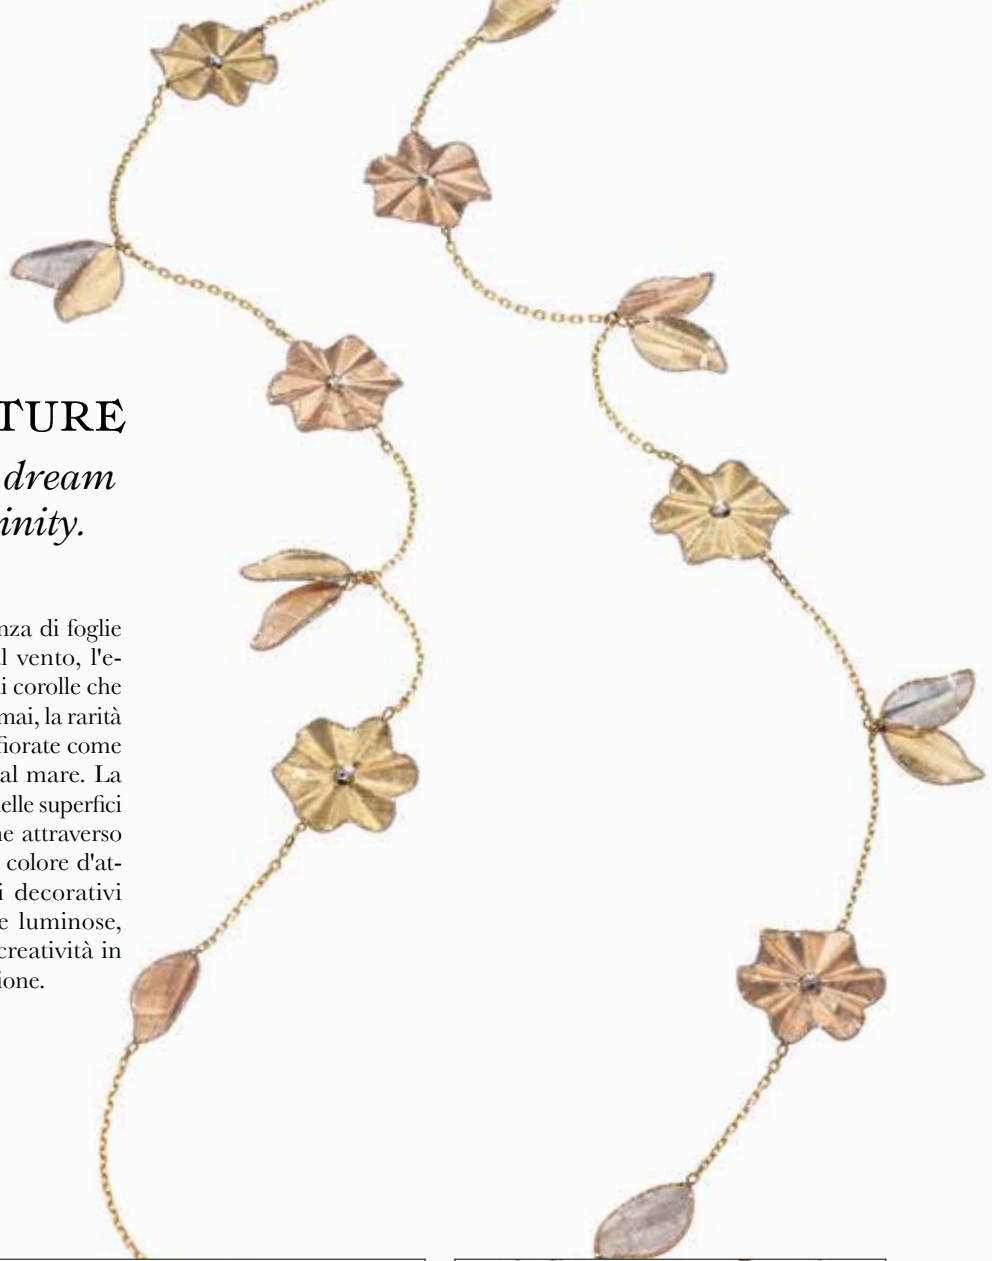 TURE
dream
inity.
nza di foglie
l vento, l'e-
i corolle che
mai, la rarità
fiorate come
al mare. La
elle superfici
ne attraverso
colore d'at-
i decorativi
e luminose,
creatività in
ione.